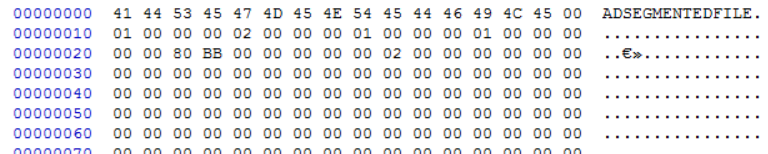 00000000 41 44 53 45 47 4D 45 4E 54 45 44 46 49 4C 45 00 ADSEGMENTEDFILE.
00000010 01 00 00 00 02 00 00 00 01 00 00 00 01 00 00 00 ................
00000020 00 00 80 BB 00 00 00 00 00 02 00 00 00 00 00 00 ..€»............
00000030 00 00 00 00 00 00 00 00 00 00 00 00 00 00 00 00 ................
00000040 00 00 00 00 00 00 00 00 00 00 00 00 00 00 00 00 ................
00000050 00 00 00 00 00 00 00 00 00 00 00 00 00 00 00 00 ................
00000060 00 00 00 00 00 00 00 00 00 00 00 00 00 00 00 00 ................